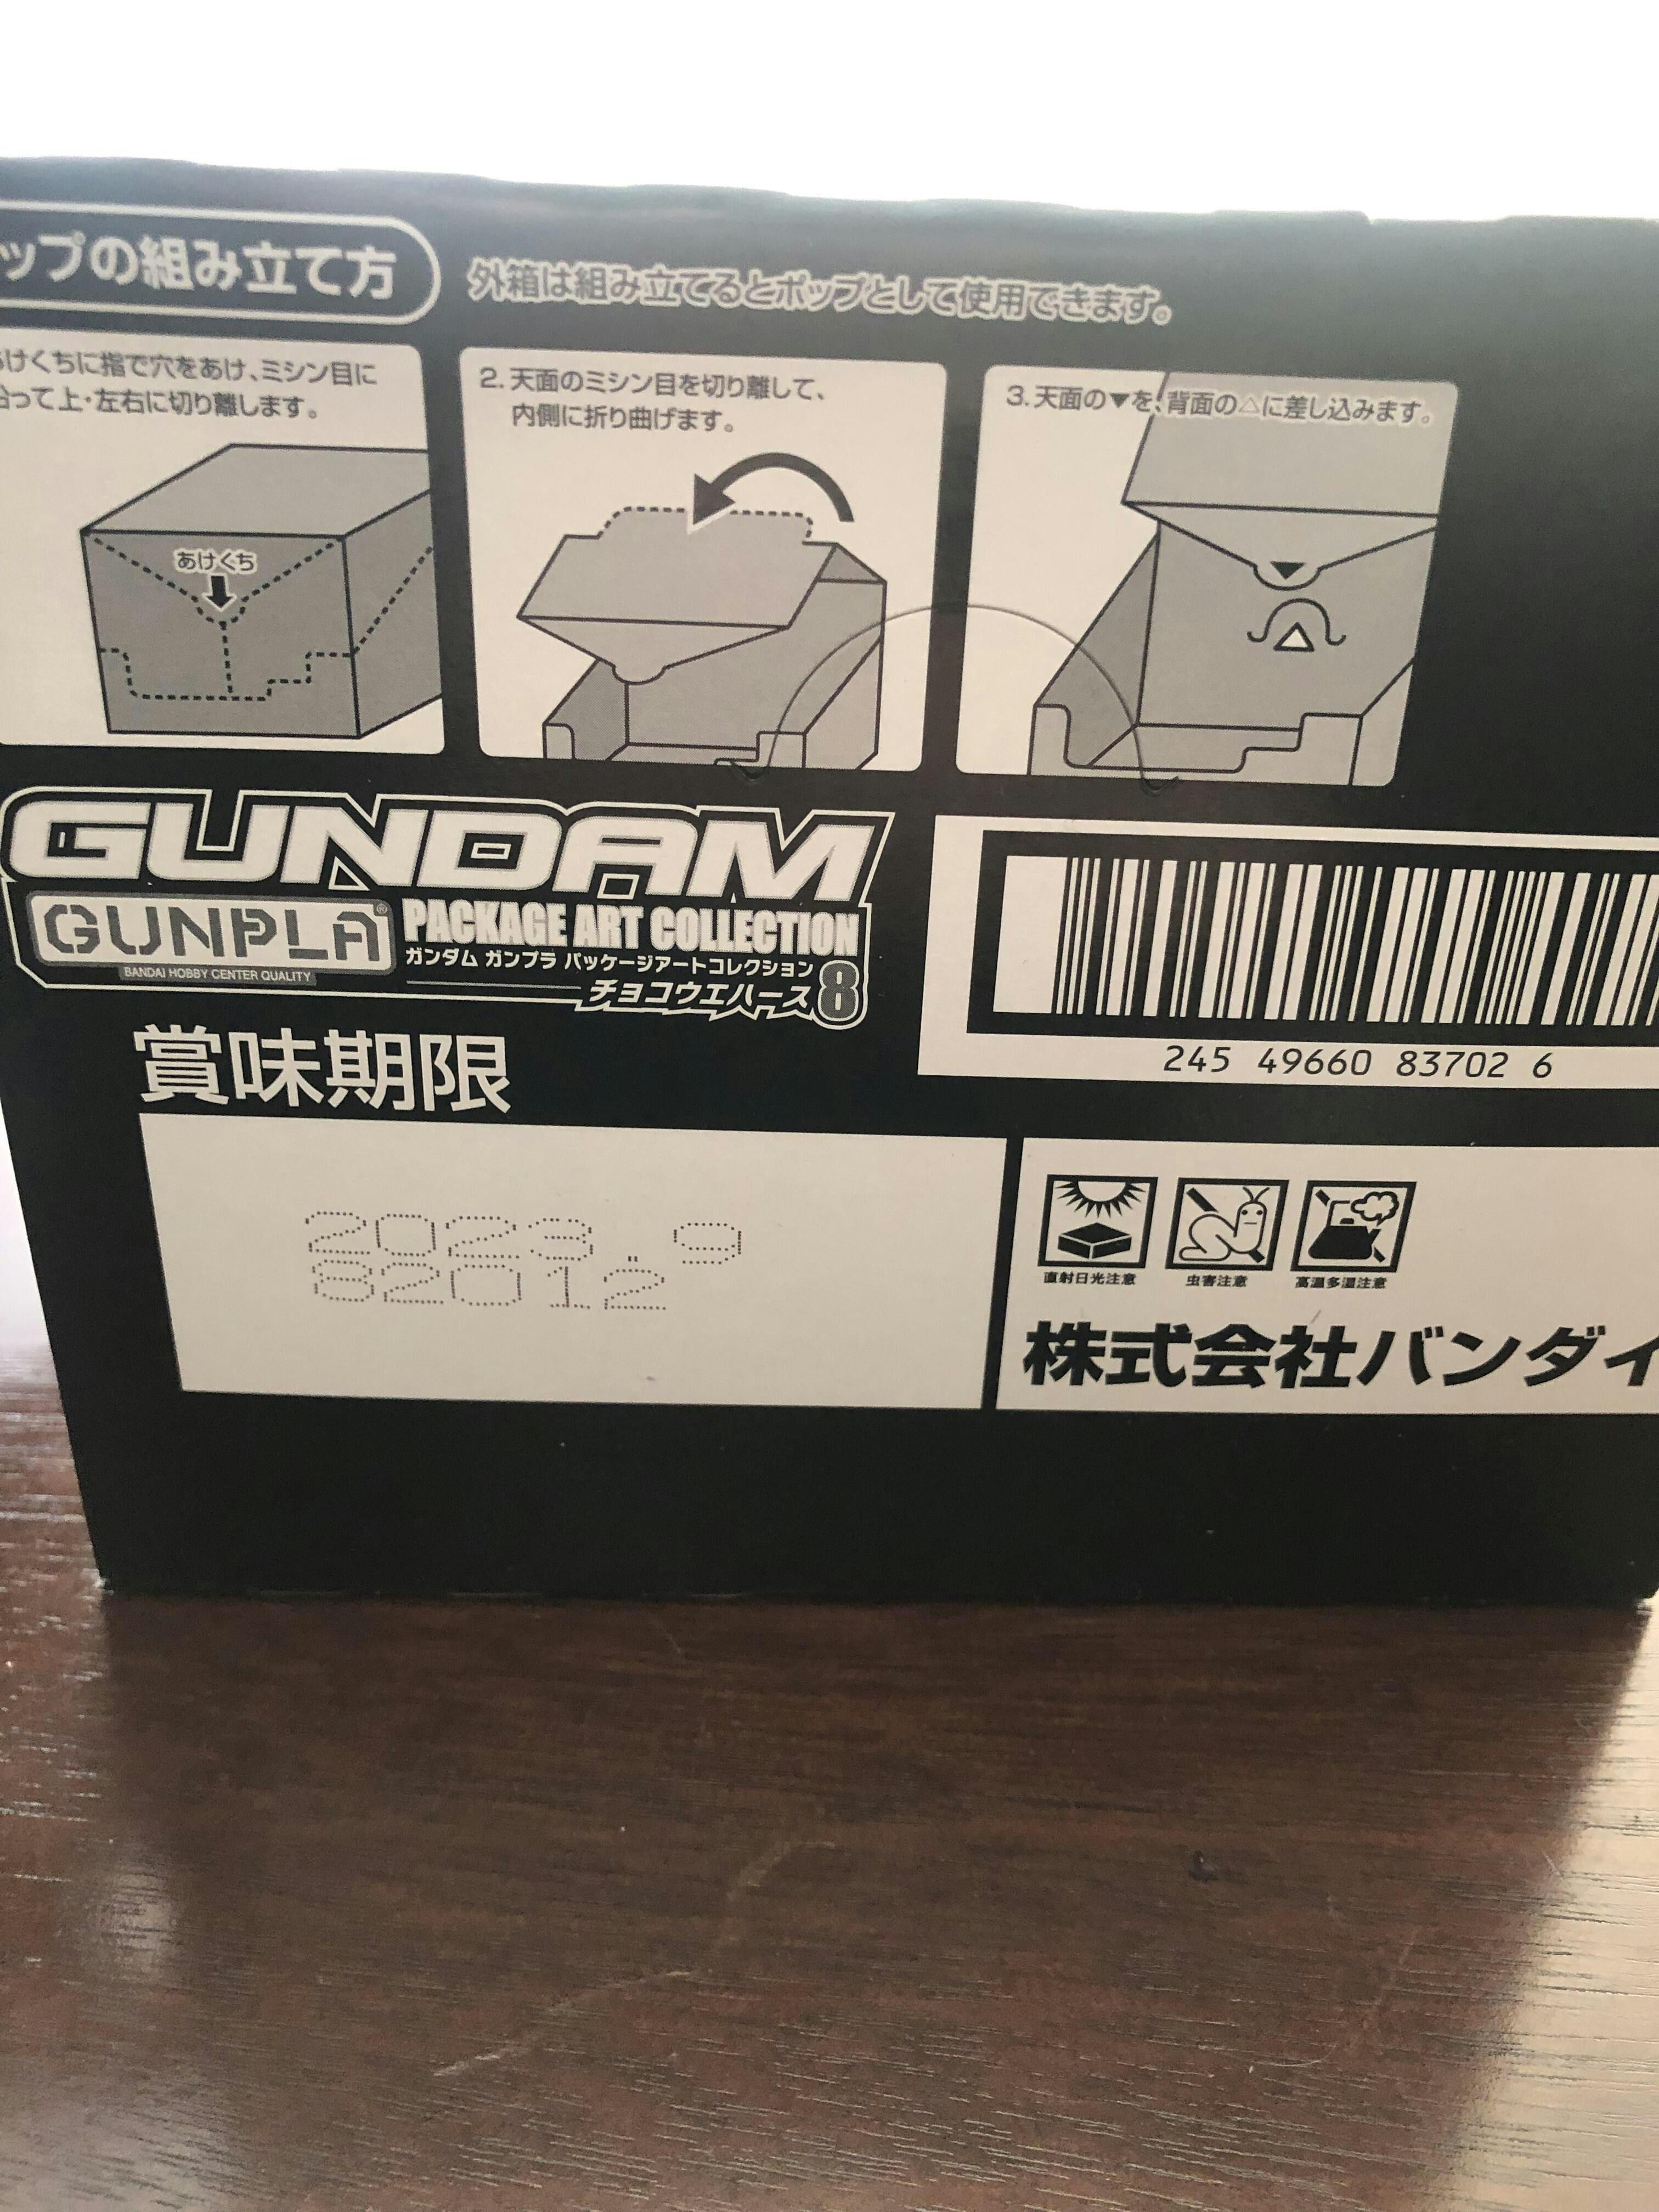 ップの組み立て方
外箱は組み立てるとポップとして使用できます。
けくちに指で穴をあけ、ミシン目に
沿って上・左右に切り離します。
あけくち
2. 天面のミシン目を切り離して、
内側に折り曲げます。
3. 天面の▼を、背面の△に差し込みます。
GUNDAM
GUNPLA®
BANDAI HOBBY CENTER QUALITY
PACKAGE ART COLLECTION
ガンダム ガンプラ パッケージアートコレクション
チョコウエハース8
245 49660 83702 6
賞味期限
2023. 9
82012
直射日光注意
虫害注意
高温多湿注意
株式会社バンダイ